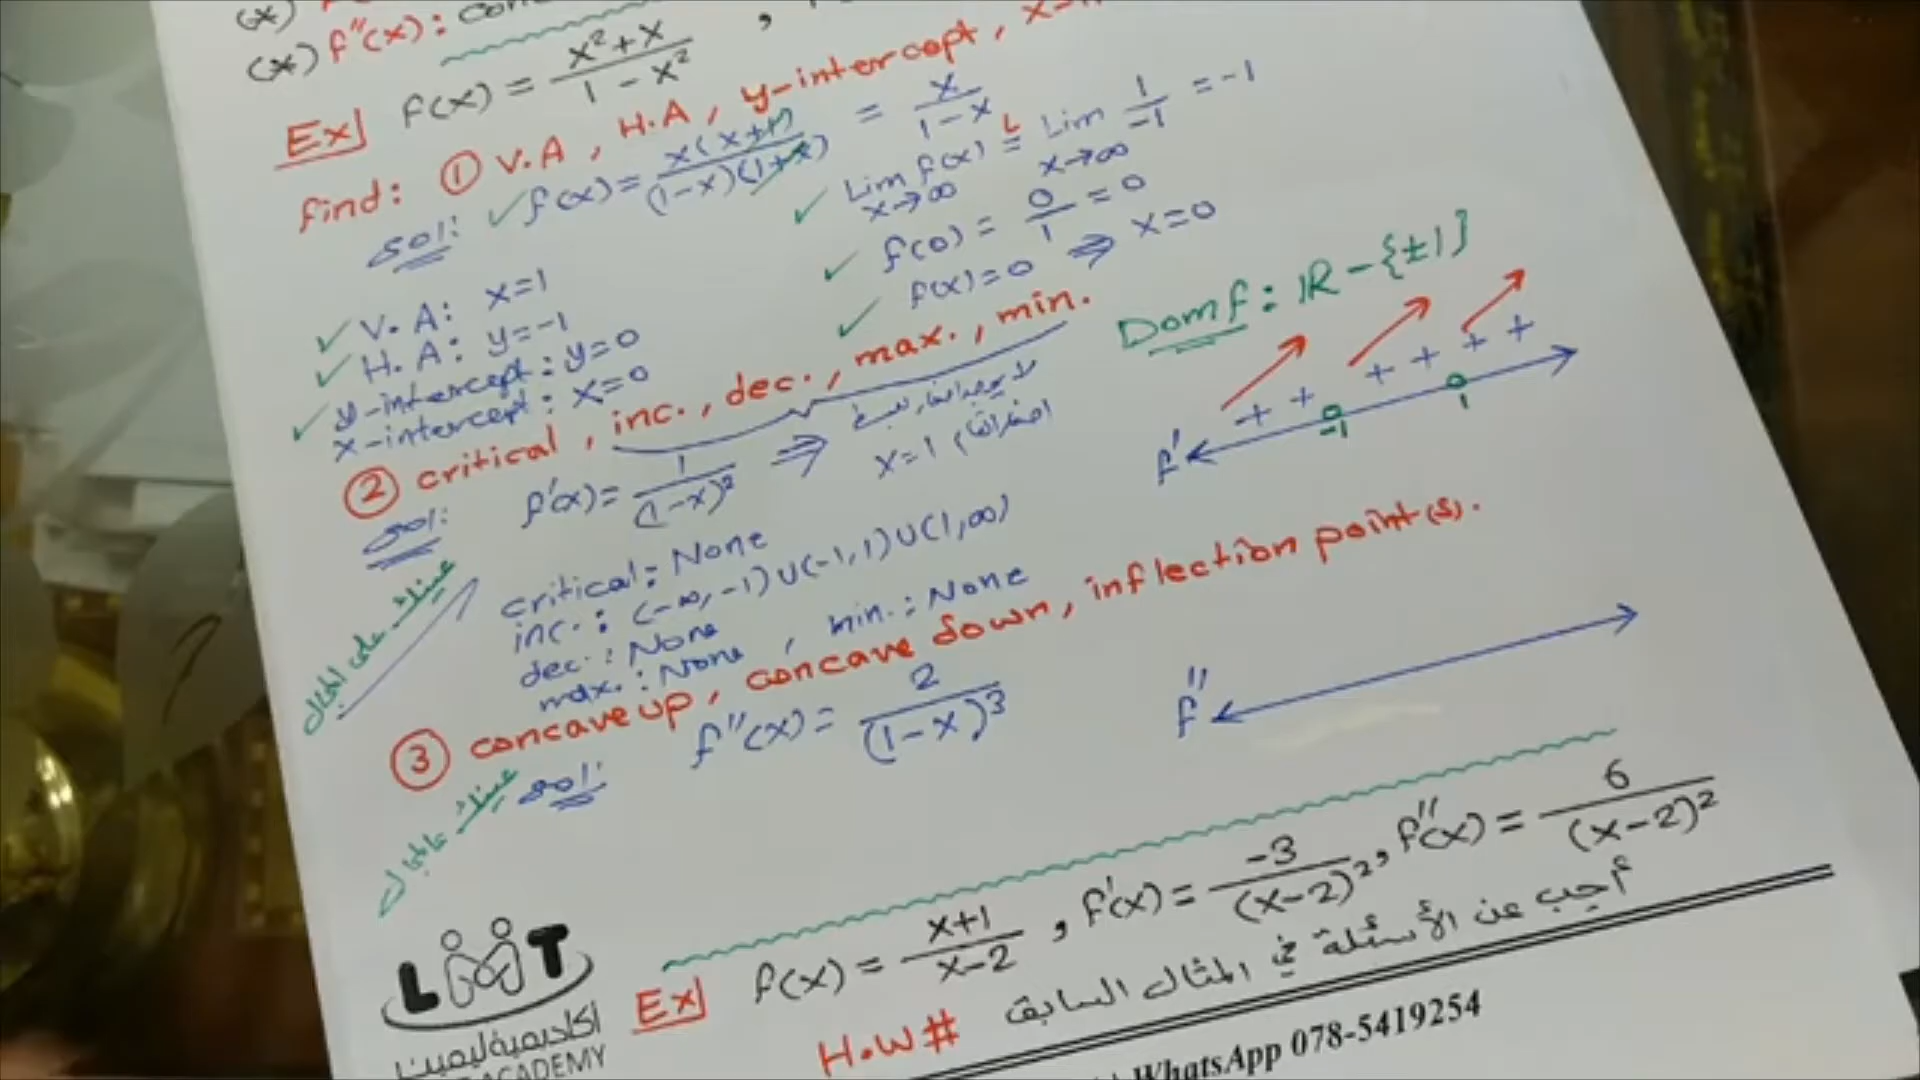 (*) f''(x): conc
Ex] f(x) = (x²+x)/(1-x²) ,
find: ① V.A , H.A , y-intercept , x-
sol: ✓ f(x) = x(x+1)/((1-x)(1+x)) = x/(1-x)
✓ Lim x→∞ f(x) L= Lim x→∞ 1/-1 = -1
✓ f(0) = 0/1 = 0
✓ f(x)=0 ⇒ x=0
✓ V.A: x=1
✓ H.A: y=-1
✓ y-intercept: y=0
x-intercept: x=0
② critical , inc. , dec. , max. , min.
Dom f: ℝ-{±1}
sol: f'(x) = 1/(1-x)² ⇒
x=1
+ + + + + +
f' -1 1
critical: None
inc.: (-∞,-1)∪(-1,1)∪(1,∞)
dec.: None
max.: None , min.: None
③ concave up , concave down , inflection point(s).
sol: f''(x) = 2/(1-x)³
f''
Ex] f(x) = (x+1)/(x-2) , f'(x) = -3/(x-2)² , f''(x) = 6/(x-2)²
H.W# أجب عن الأسئلة في المثال السابق
L T
اكاديمية ليميت
ACADEMY
WhatsApp 078-5419254